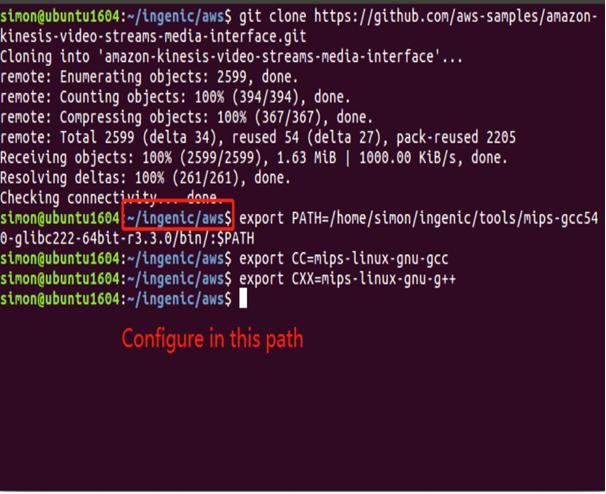 simon@ubuntu1604:~/ingenic/aws$ git clone https://github.com/aws-samples/amazon-
kinesis-video-streams-media-interface.git
Cloning into 'amazon-kinesis-video-streams-media-interface'...
remote: Enumerating objects: 2599, done.
remote: Counting objects: 100% (394/394), done.
remote: Compressing objects: 100% (367/367), done.
remote: Total 2599 (delta 34), reused 54 (delta 27), pack-reused 2205
Receiving objects: 100% (2599/2599), 1.63 MiB | 1000.00 KiB/s, done.
Resolving deltas: 100% (261/261), done.
Checking connectivity... done.
simon@ubuntu1604:~/ingenic/aws$ export PATH=/home/simon/ingenic/tools/mips-gcc54
0-glibc222-64bit-r3.3.0/bin/:$PATH
simon@ubuntu1604:~/ingenic/aws$ export CC=mips-linux-gnu-gcc
simon@ubuntu1604:~/ingenic/aws$ export CXX=mips-linux-gnu-g++
simon@ubuntu1604:~/ingenic/aws$
Configure in this path